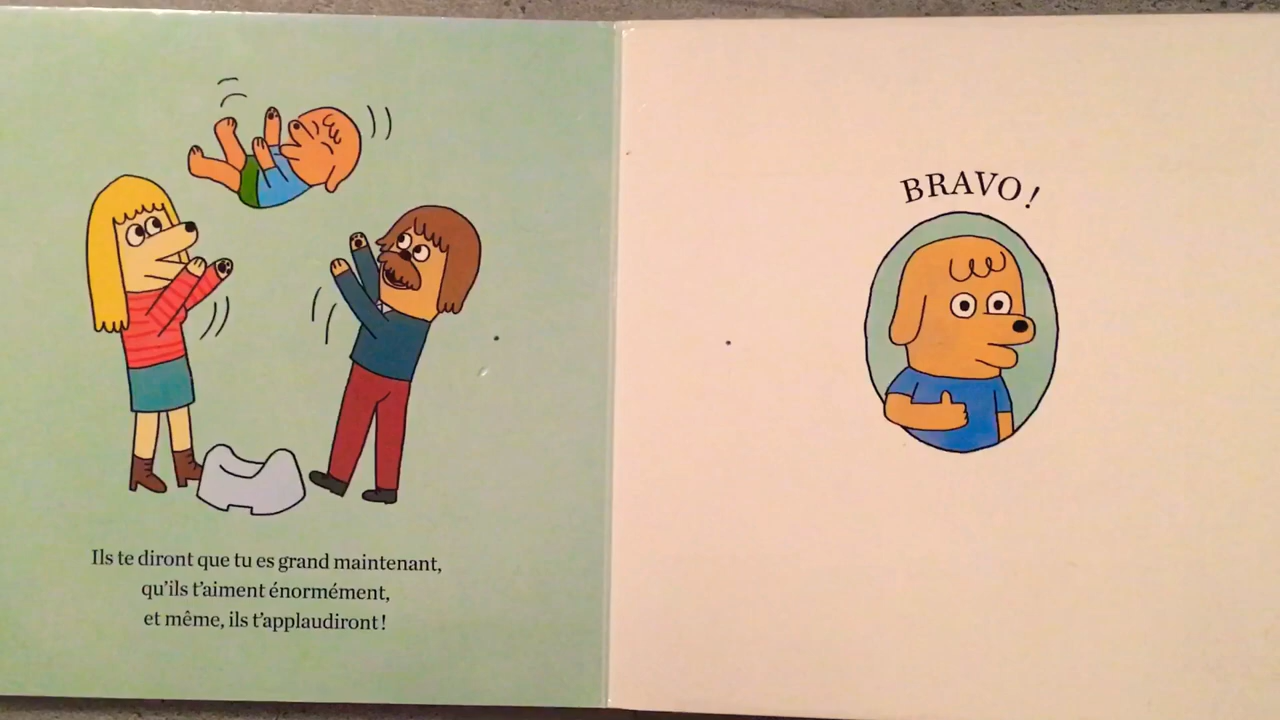 Ils te diront que tu es grand maintenant,
qu'ils t'aiment énormément,
et même, ils t'applaudiront !
BRAVO !